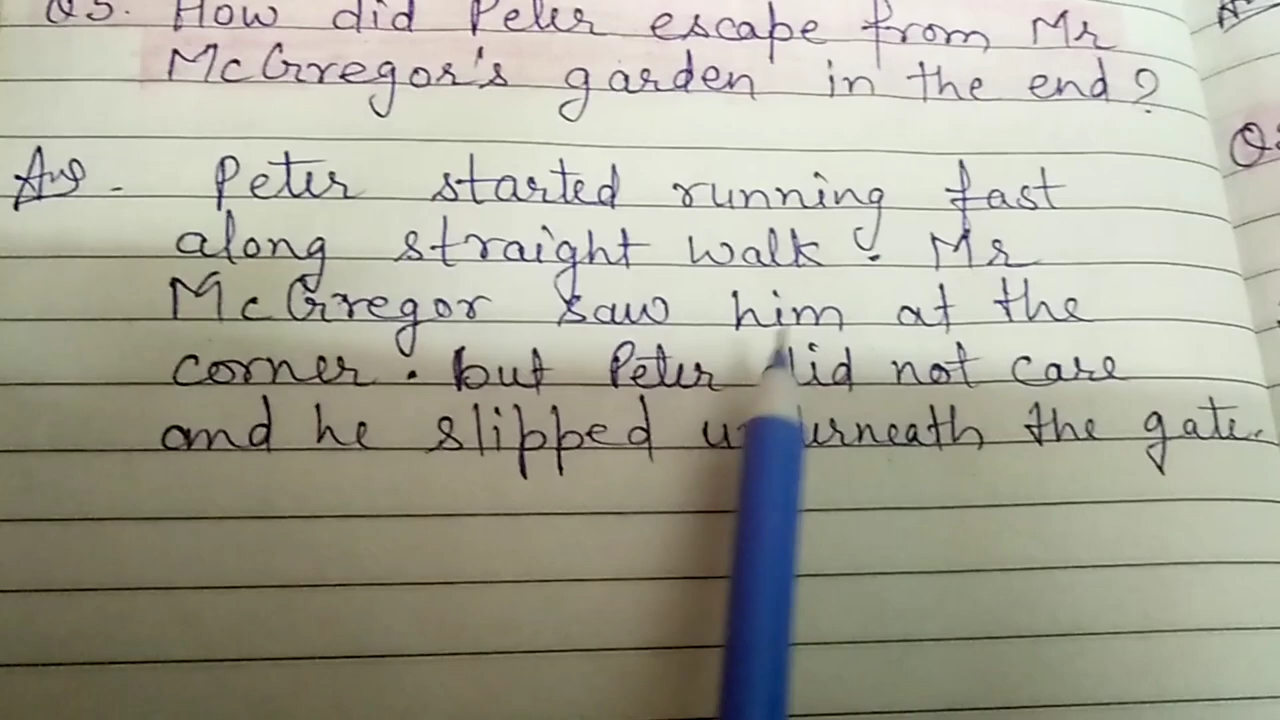 Q5. How did Peter escape from Mr
McGregor's garden in the end?
Ans. Peter started running fast
along straight walk. Mr
McGregor saw him at the
corner. but Peter did not care
and he slipped underneath the gate.